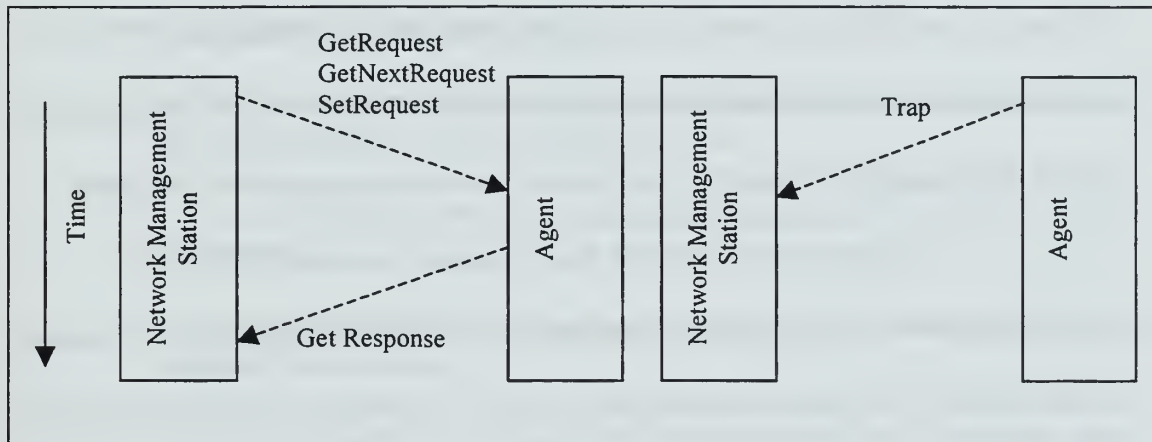 GetRequest
GetNextRequest
SetRequest
Time
Network Management
Station
Agent
Get Response
Network Management
Station
Trap
Agent